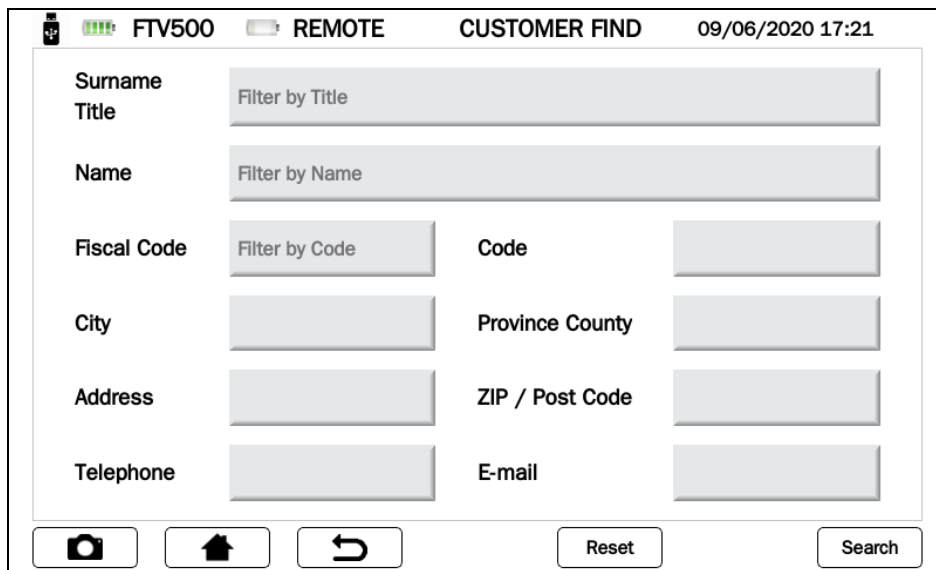 FTV500 REMOTE CUSTOMER FIND 09/06/2020 17:21
Surname
Title
Filter by Title
Name Filter by Name
Fiscal Code Filter by Code Code
City Province County
Address ZIP / Post Code
Telephone E-mail
Reset Search